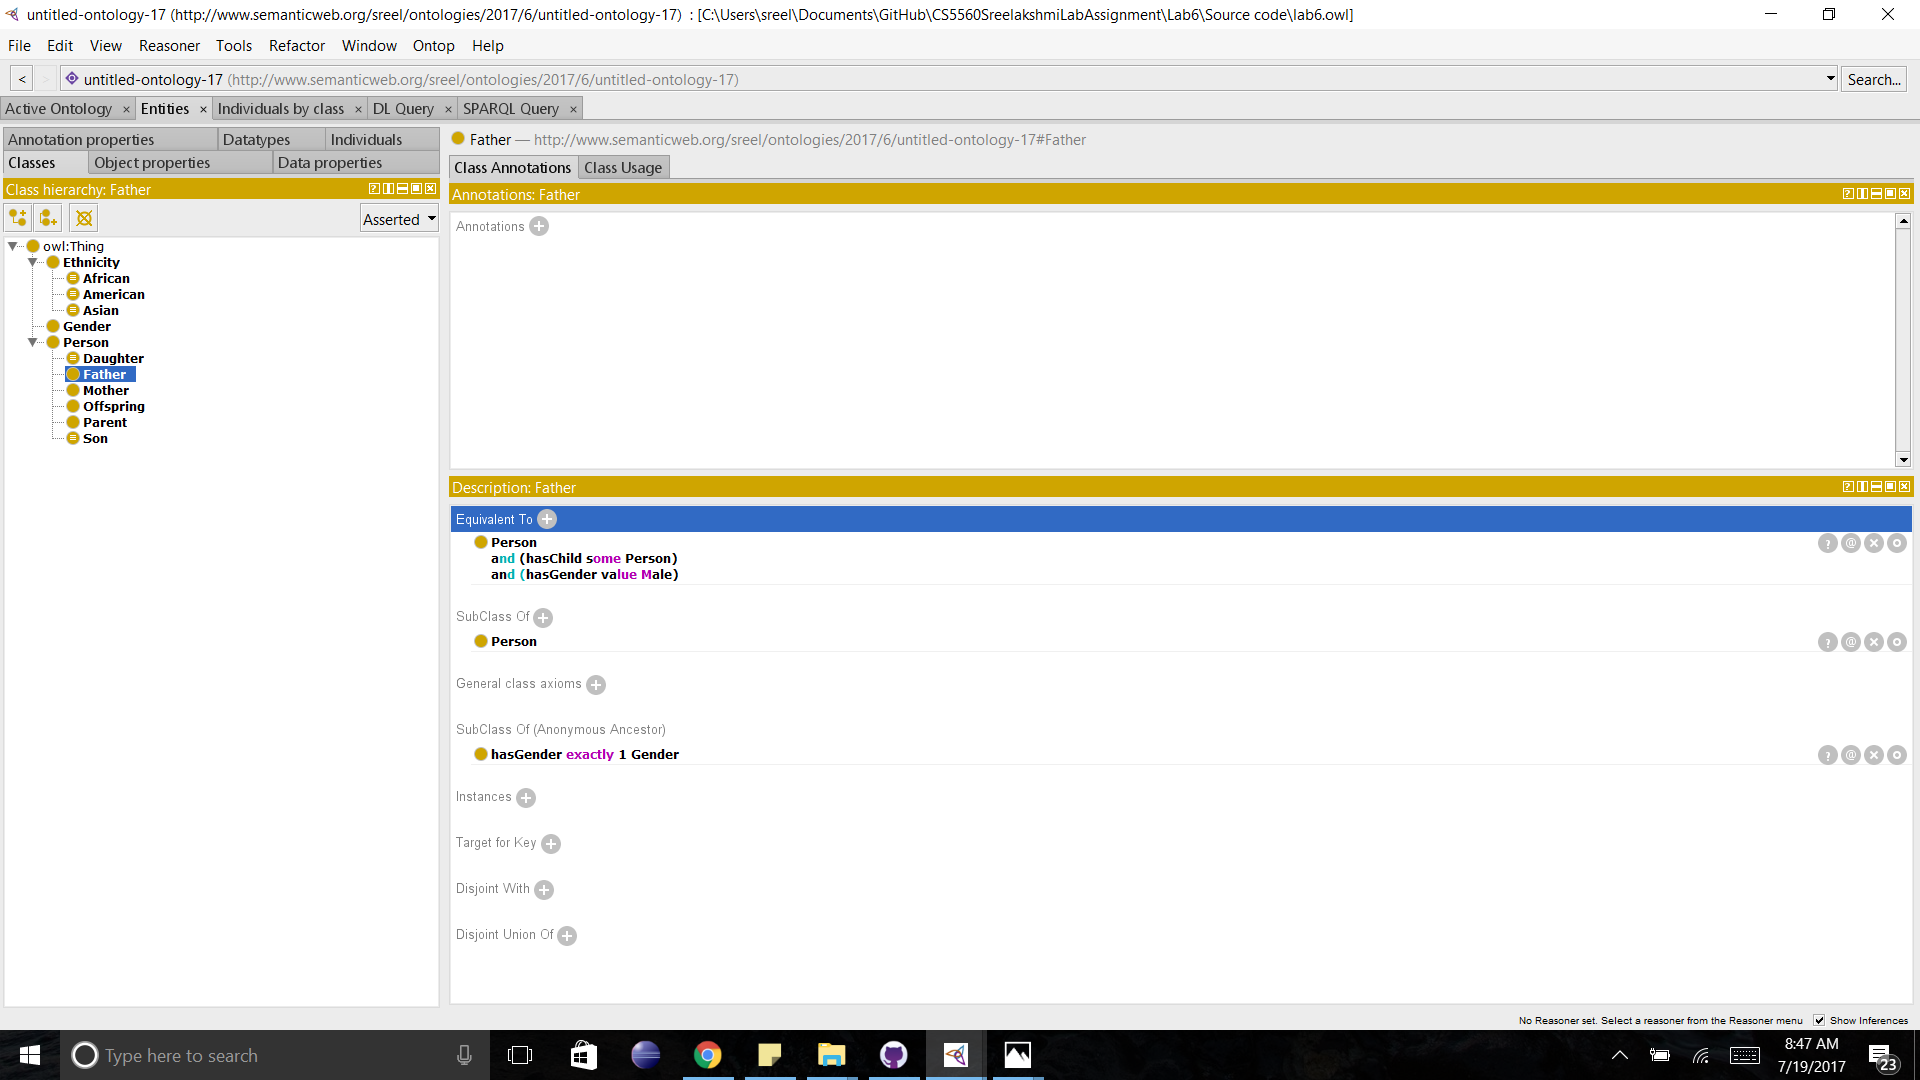 untitled-ontology-17 (http://www.semanticweb.org/sreel/ontologies/2017/6/untitled-ontology-17) : [C:\Users\sreel\Documents\GitHub\CS5560SreelakshmiLabAssignment\Lab6\Source code\lab6.owl]
File Edit View Reasoner Tools Refactor Window Ontop Help
< > untitled-ontology-17 (http://www.semanticweb.org/sreel/ontologies/2017/6/untitled-ontology-17) Search...
Active Ontology × Entities × Individuals by class × DL Query × SPARQL Query ×
Annotation properties Datatypes Individuals
Classes Object properties Data properties
Class hierarchy: Father
Asserted
owl:Thing
Ethnicity
African
American
Asian
Gender
Person
Daughter
Father
Mother
Offspring
Parent
Son
Father — http://www.semanticweb.org/sreel/ontologies/2017/6/untitled-ontology-17#Father
Class Annotations Class Usage
Annotations: Father
Annotations
Description: Father
Equivalent To
Person
and (hasChild some Person)
and (hasGender value Male)
SubClass Of
Person
General class axioms
SubClass Of (Anonymous Ancestor)
hasGender exactly 1 Gender
Instances
Target for Key
Disjoint With
Disjoint Union Of
No Reasoner set. Select a reasoner from the Reasoner menu Show Inferences
Type here to search
8:47 AM
7/19/2017
23